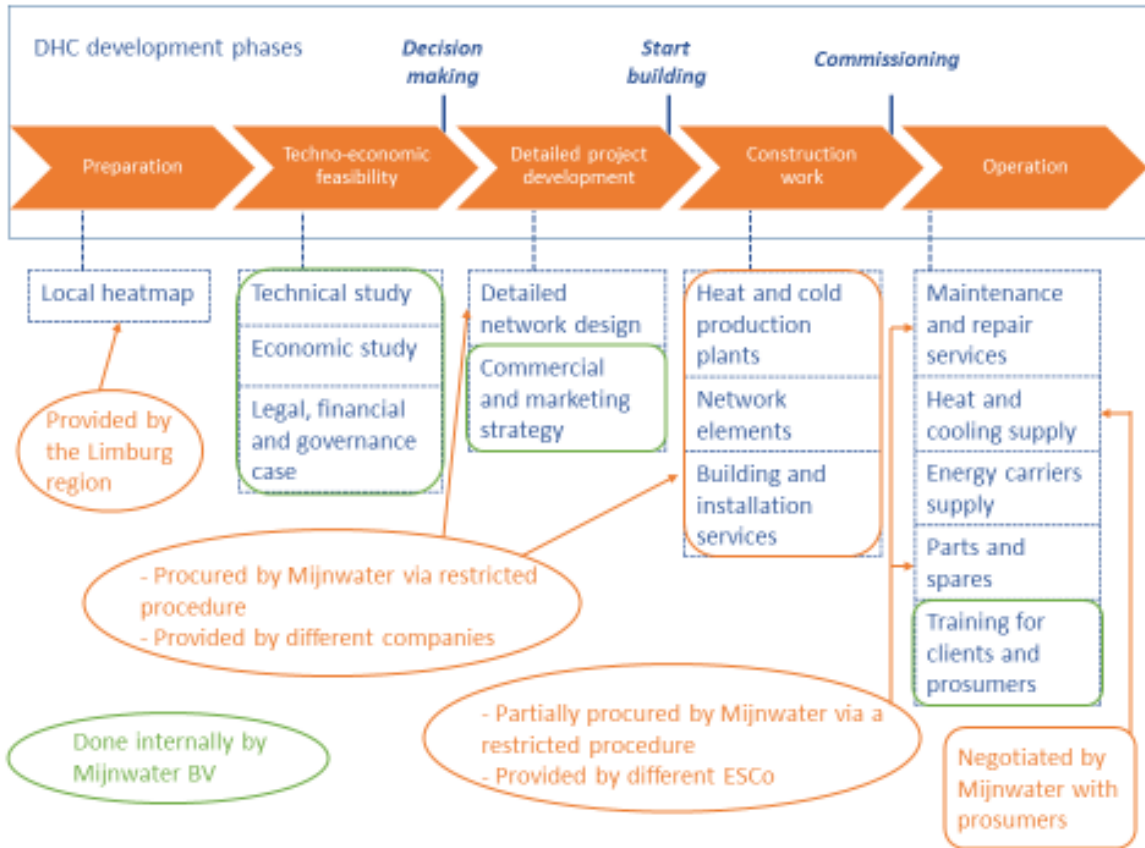 DHC development phases
Decision
making
Start
building
Commissioning
Preparation
Techno-economic
feasibility
Detailed project
development
Construction
work
Operation
Local heatmap
Technical study
Economic study
Legal, financial
and governance
case
Detailed
network design
Commercial
and marketing
strategy
Heat and cold
production
plants
Network
elements
Building and
installation
services
Maintenance
and repair
services
Heat and
cooling supply
Energy carriers
supply
Parts and
spares
Training for
clients and
prosumers
Provided by
the Limburg
region
- Procured by Mijnwater via restricted
procedure
- Provided by different companies
- Partially procured by Mijnwater via a
restricted procedure
- Provided by different ESCo
Done internally by
Mijnwater BV
Negotiated by
Mijnwater with
prosumers